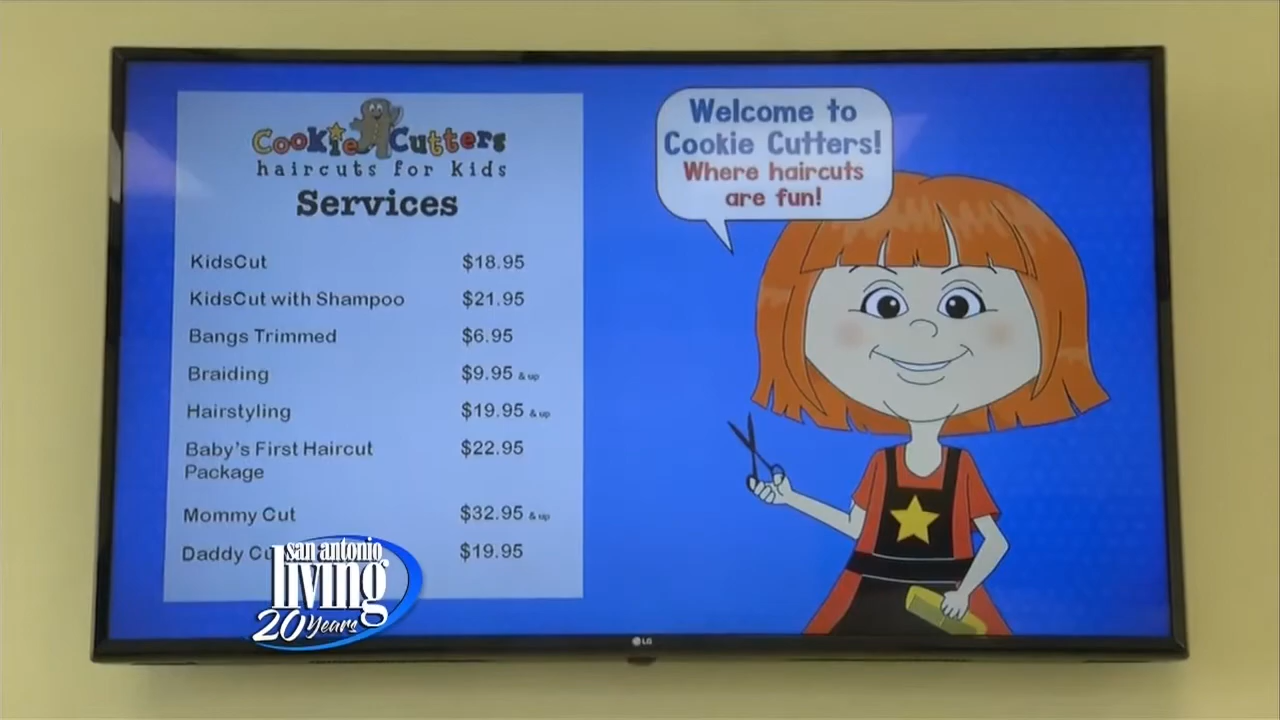 Cookie Cutters
haircuts for Kids
Services
KidsCut $18.95
KidsCut with Shampoo $21.95
Bangs Trimmed $6.95
Braiding $9.95 & up
Hairstyling $19.95 & up
Baby's First Haircut $22.95
Package
Mommy Cut $32.95 & up
Daddy Cu $19.95
Welcome to
Cookie Cutters!
Where haircuts
are fun!
san antonio
living
20 Years
LG